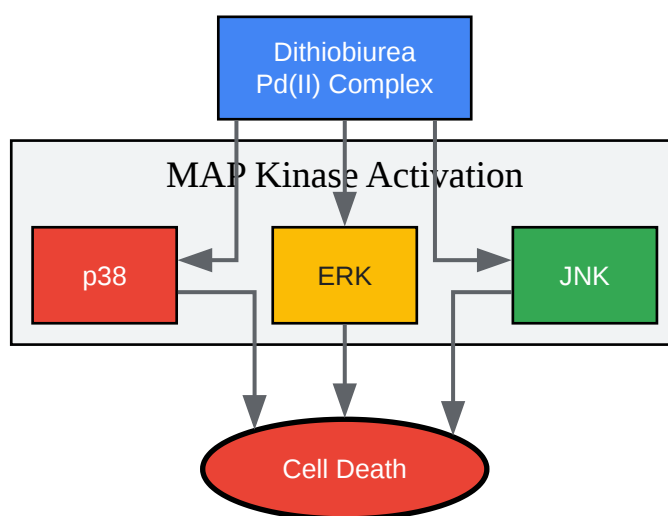 Dithiobiurea
Pd(II) Complex
MAP Kinase Activation
p38
ERK
JNK
Cell Death